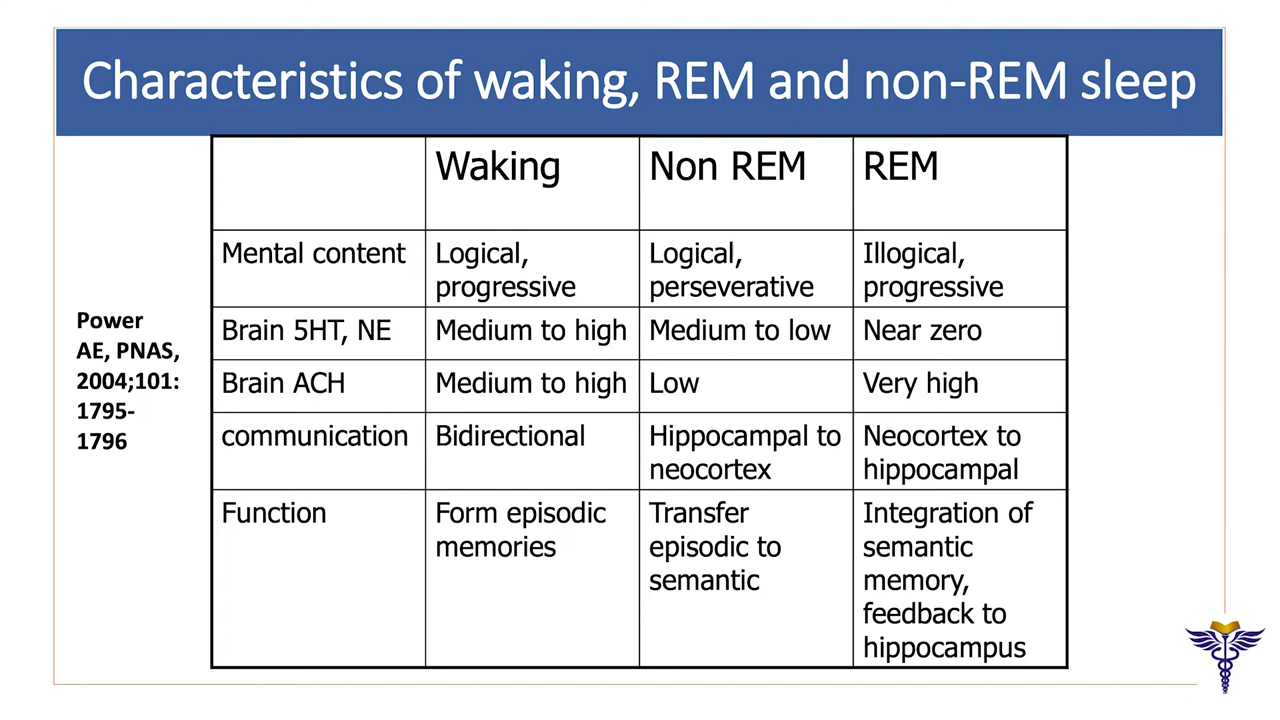 Characteristics of waking, REM and non-REM sleep
Waking
Non REM
REM
Mental content
Logical,
progressive
Logical,
perseverative
Illogical,
progressive
Brain 5HT, NE
Medium to high
Medium to low
Near zero
Brain ACH
Medium to high
Low
Very high
communication
Bidirectional
Hippocampal to
neocortex
Neocortex to
hippocampal
Function
Form episodic
memories
Transfer
episodic to
semantic
Integration of
semantic
memory,
feedback to
hippocampus
Power
AE, PNAS,
2004;101:
1795-
1796